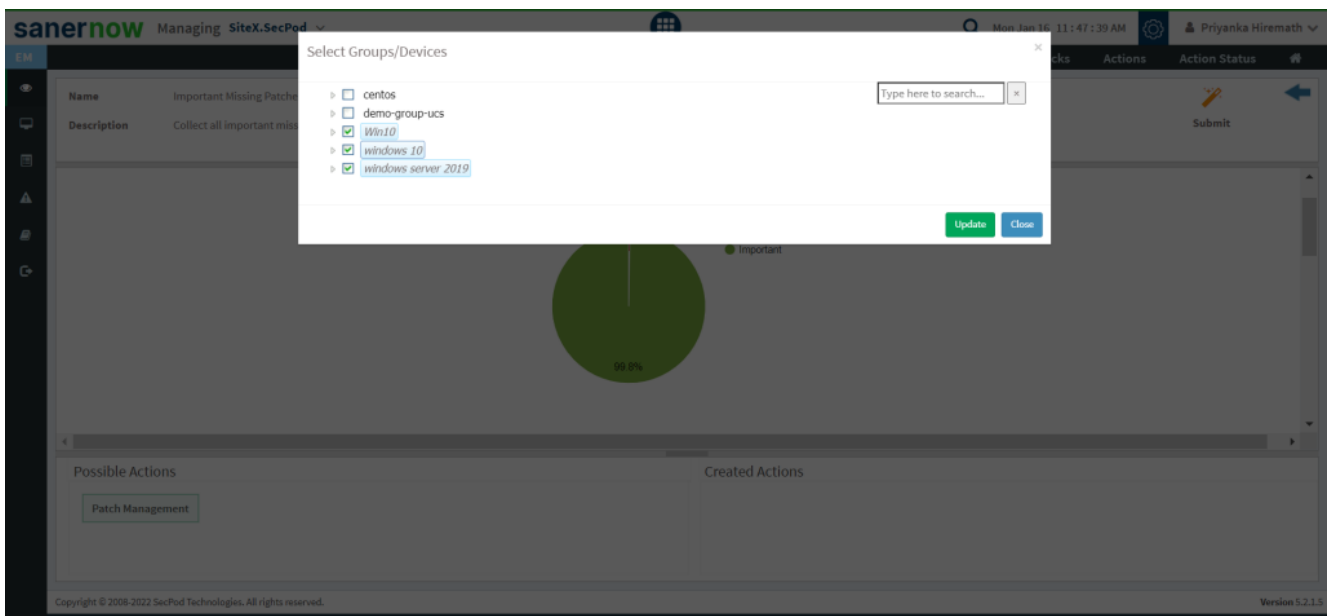 sanernow Managing SiteX.SecPod Mon Jan 16 11:47:39 AM Priyanka Hiremath
EM cks Actions Action Status
Select Groups/Devices ×
Name Important Missing Patche
Description Collect all important miss
Submit
centos
demo-group-ucs
Win10
windows 10
windows server 2019
Type here to search... ×
Update Close
Important
99.8%
Possible Actions Created Actions
Patch Management
Copyright © 2008-2022 SecPod Technologies. All rights reserved. Version 5.2.1.5